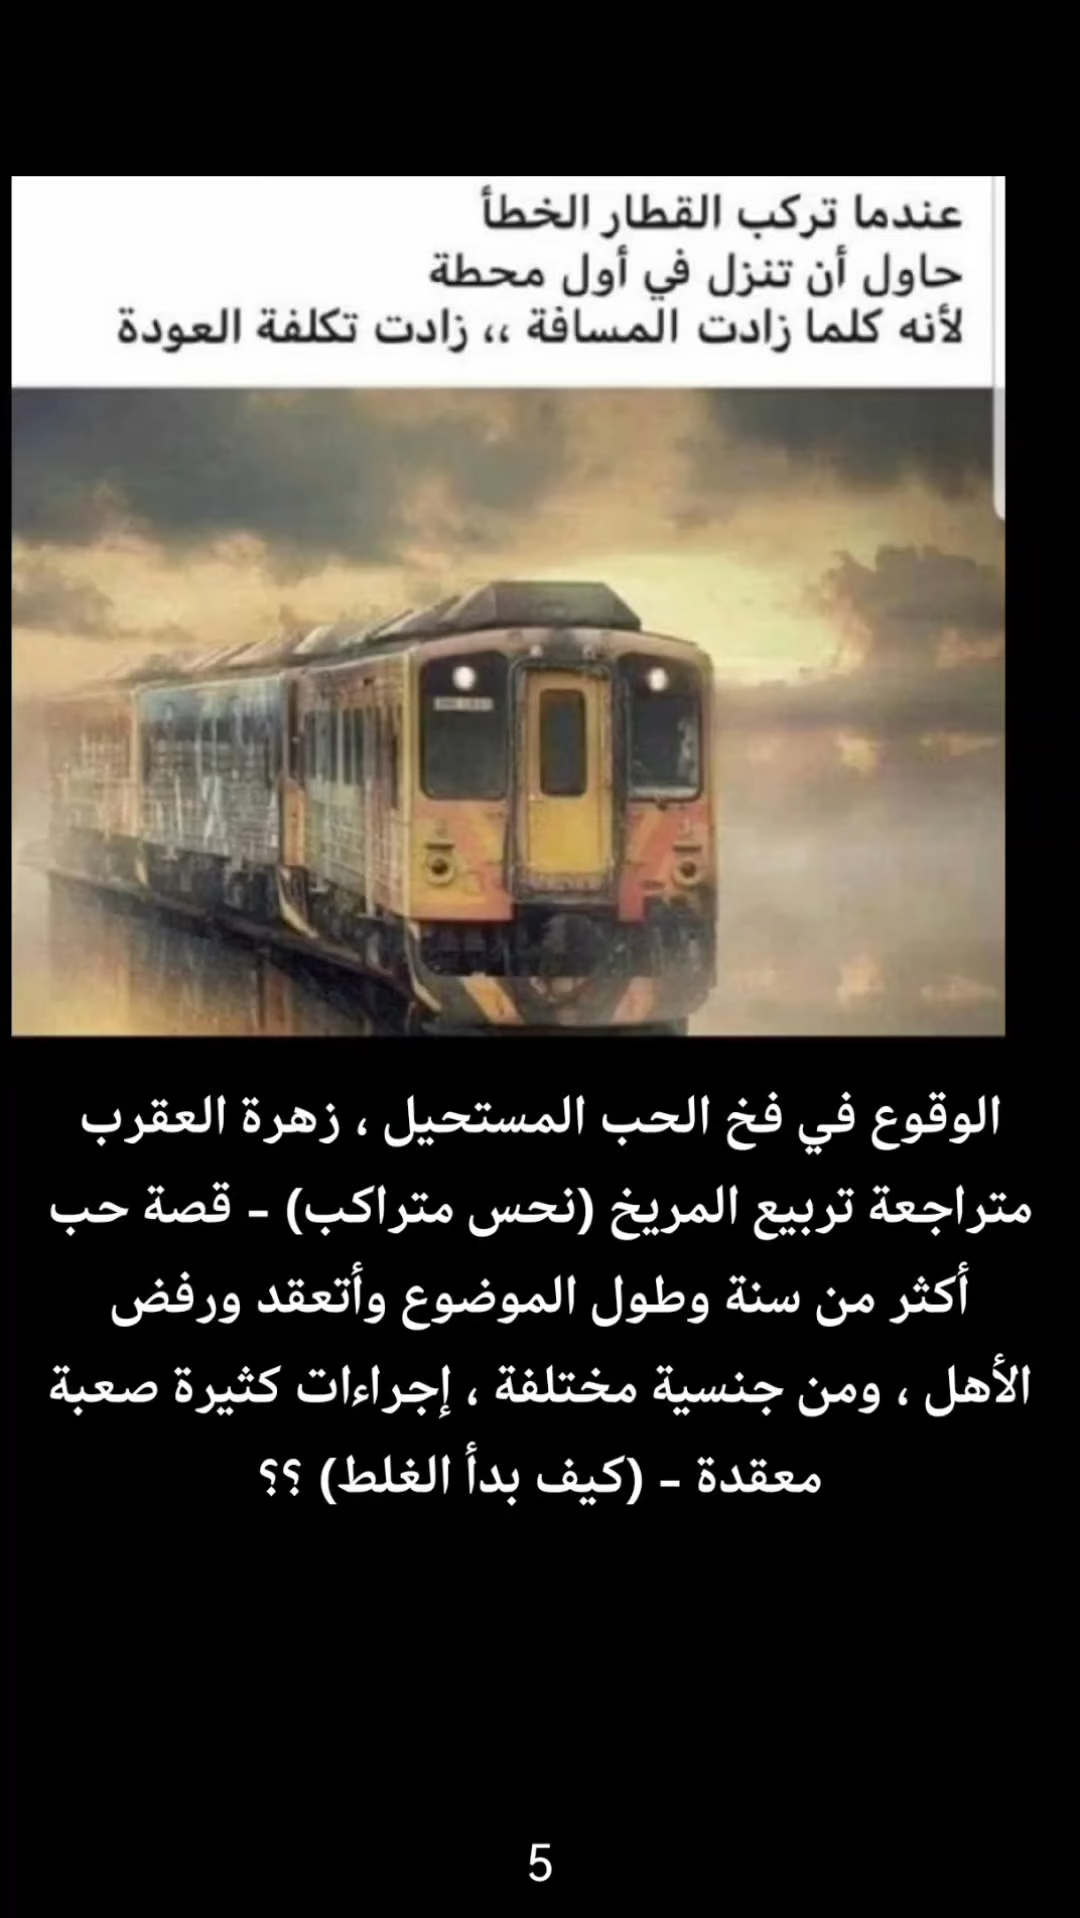 عندما تركب القطار الخطأ
حاول أن تنزل في أول محطة
لأنه كلما زادت المسافة ،، زادت تكلفة العودة
الوقوع في فخ الحب المستحيل ، زهرة العقرب
متراجعة تربيع المريخ (نحس متراكب) - قصة حب
أكثر من سنة وطول الموضوع وأتعقد ورفض
الأهل ، ومن جنسية مختلفة ، إجراءات كثيرة صعبة
معقدة - (كيف بدأ الغلط) ؟؟
5